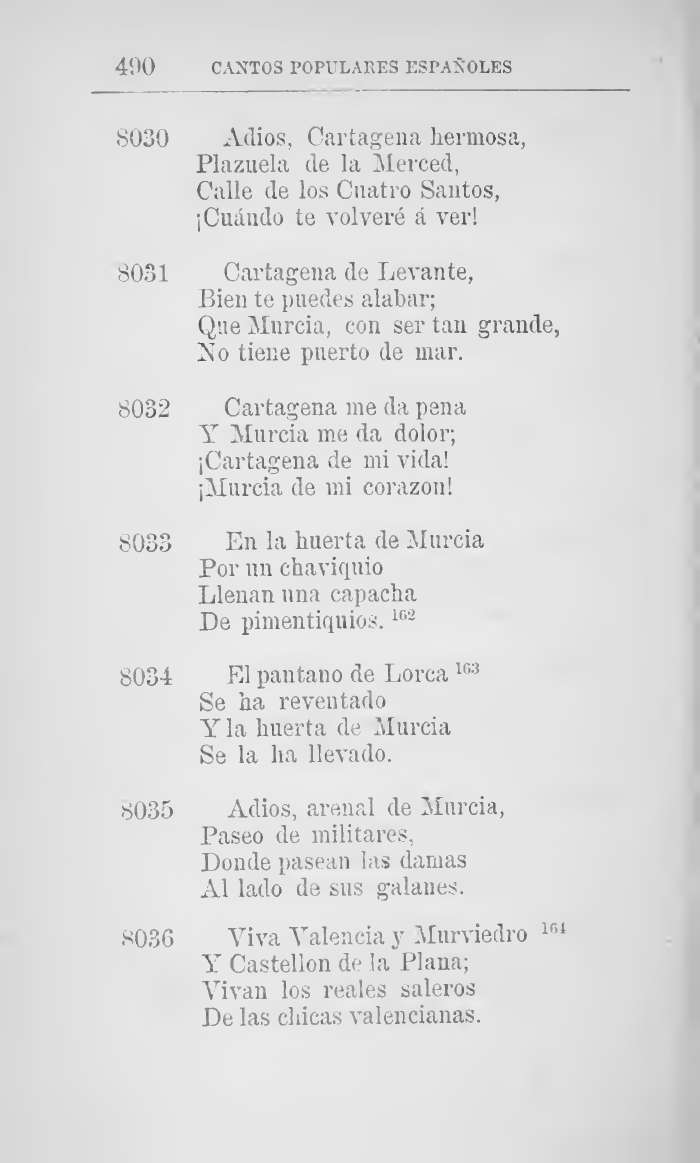 490 CANTOS POPULARES ESPAÑOLES
8030 Adios, Cartagena hermosa,
Plazuela de la Merced,
Calle de los Cuatro Santos,
¡Cuándo te volveré á ver!
8031 Cartagena de Levante,
Bien te puedes alabar;
Que Murcia, con ser tan grande,
No tiene puerto de mar.
8032 Cartagena me da pena
Y Murcia me da dolor;
¡Cartagena de mi vida!
¡Murcia de mi corazon!
8033 En la huerta de Murcia
Por un chaviquio
Llenan una capacha
De pimentiquios. 162
8034 El pantano de Lorca 163
Se ha reventado
Y la huerta de Murcia
Se la ha llevado.
8035 Adios, arenal de Murcia,
Paseo de militares,
Donde pasean las damas
Al lado de sus galanes.
8036 Viva Valencia y Murviedro 164
Y Castellon de la Plana;
Vivan los reales saleros
De las chicas valencianas.